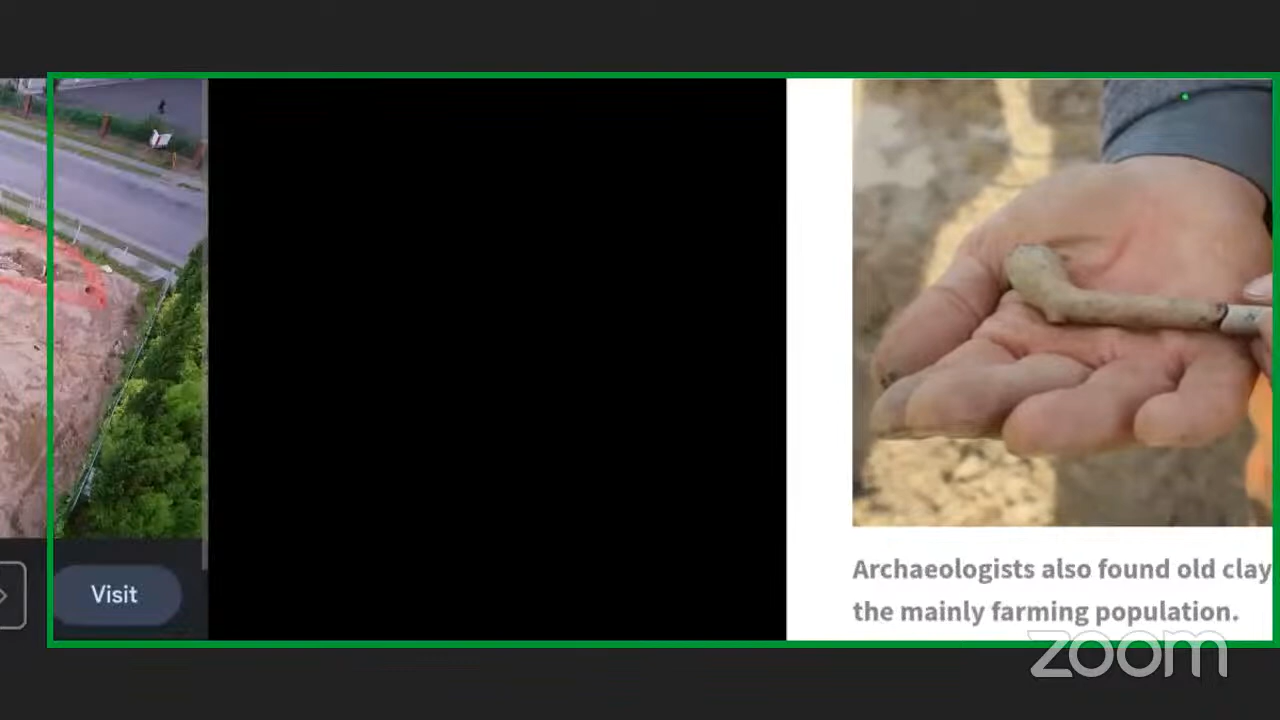 Visit
Archaeologists also found old clay
the mainly farming population.
zoom